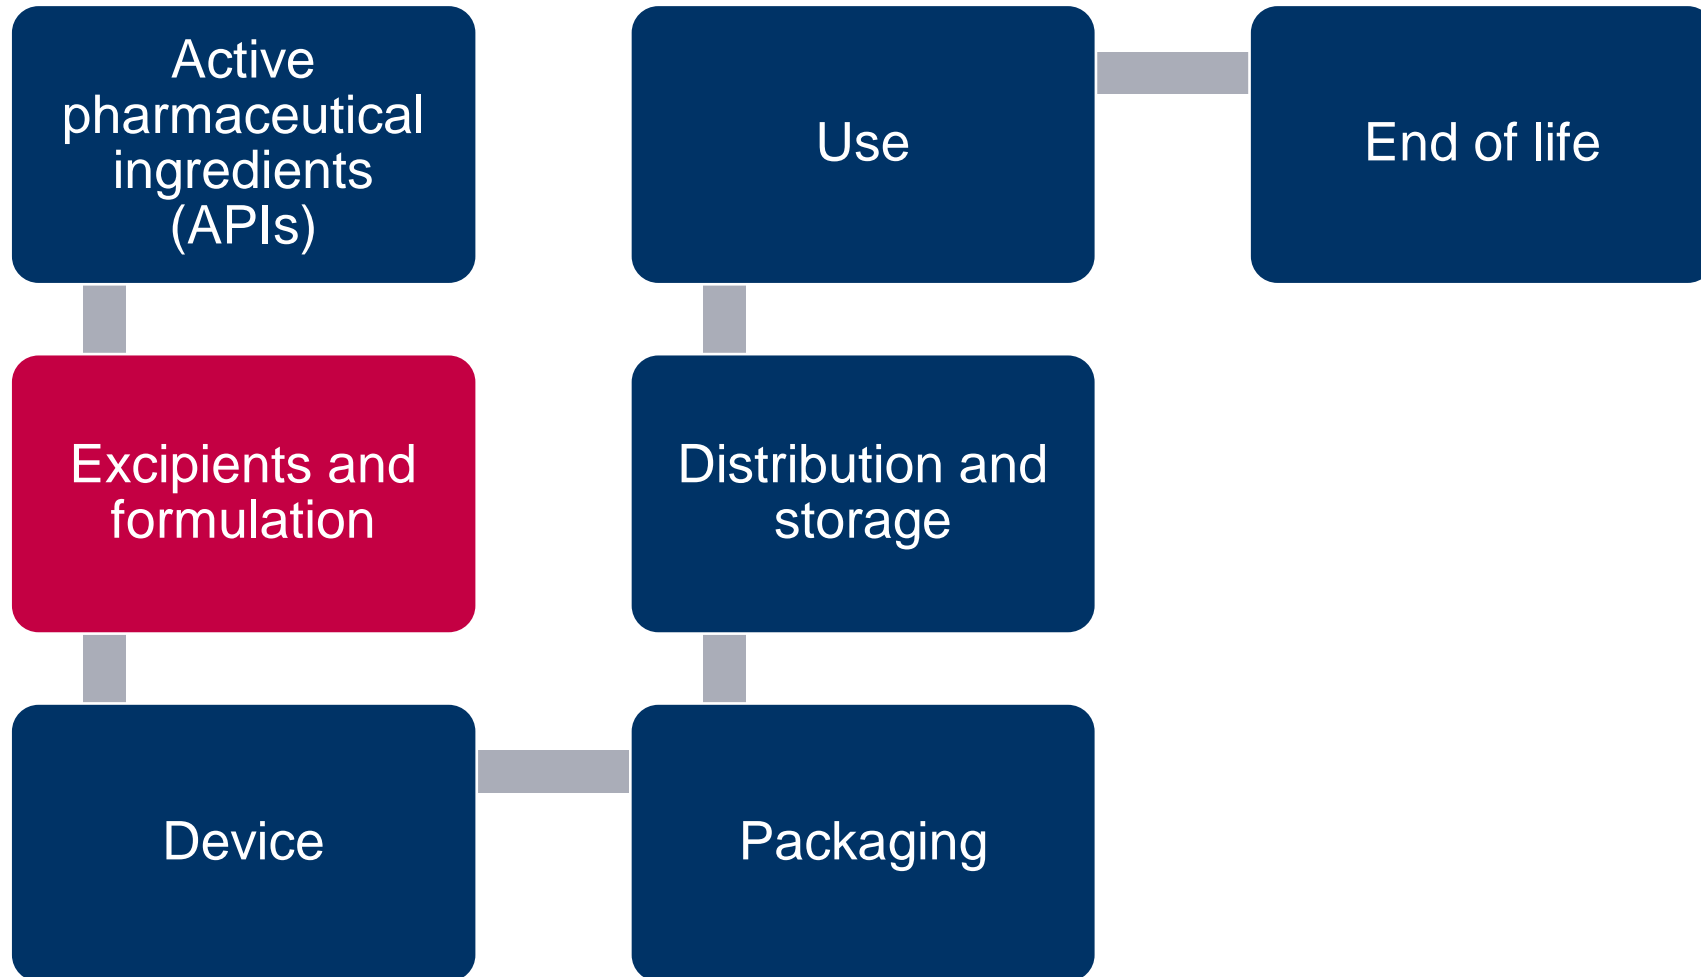 Active
pharmaceutical
ingredients
(APIs)
Excipients and
formulation
Device
Packaging
Distribution and
storage
Use
End of life